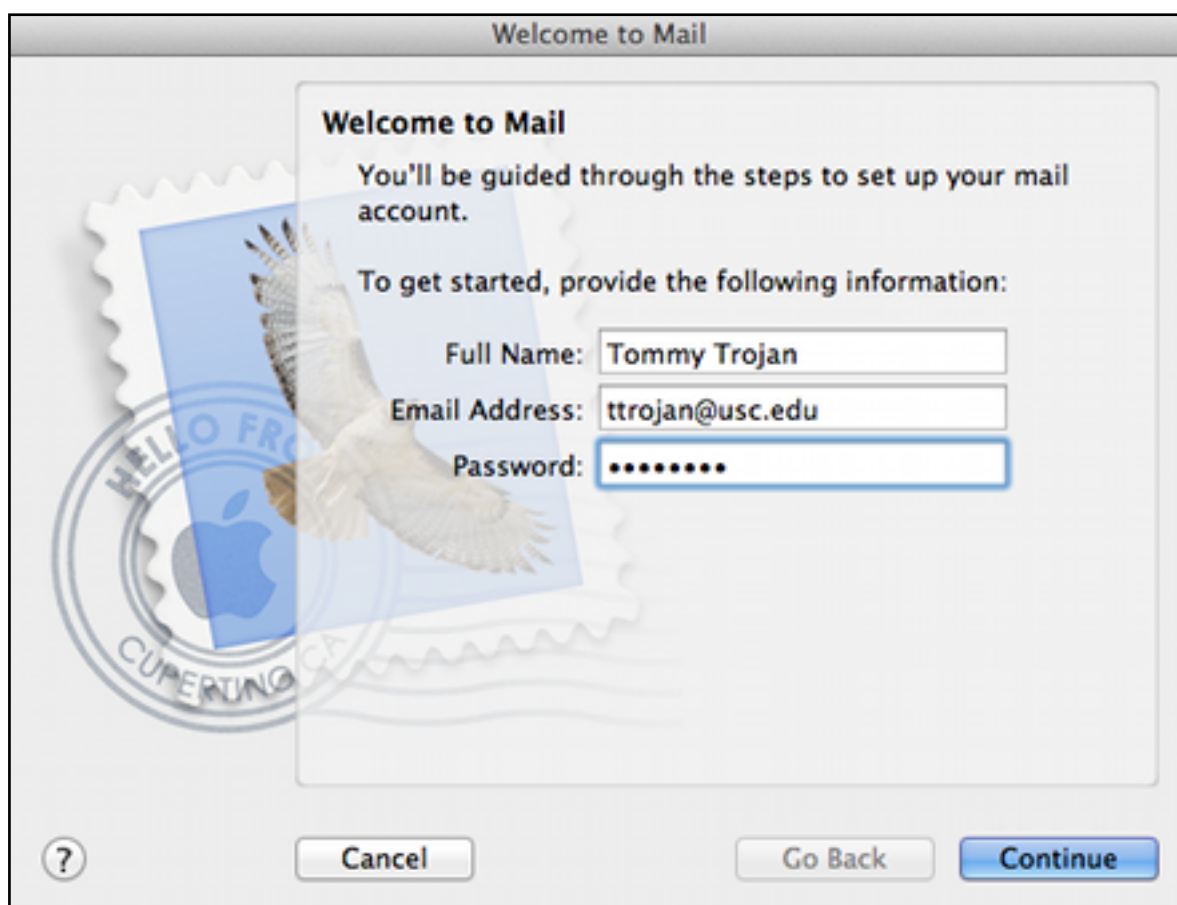 Welcome to Mail
Welcome to Mail
You'll be guided through the steps to set up your mail
account.
To get started, provide the following information:
Full Name: Tommy Trojan
Email Address: ttrojan@usc.edu
Password: ••••••••
HELLO FRO
CUPERTINO CA
? Cancel Go Back Continue